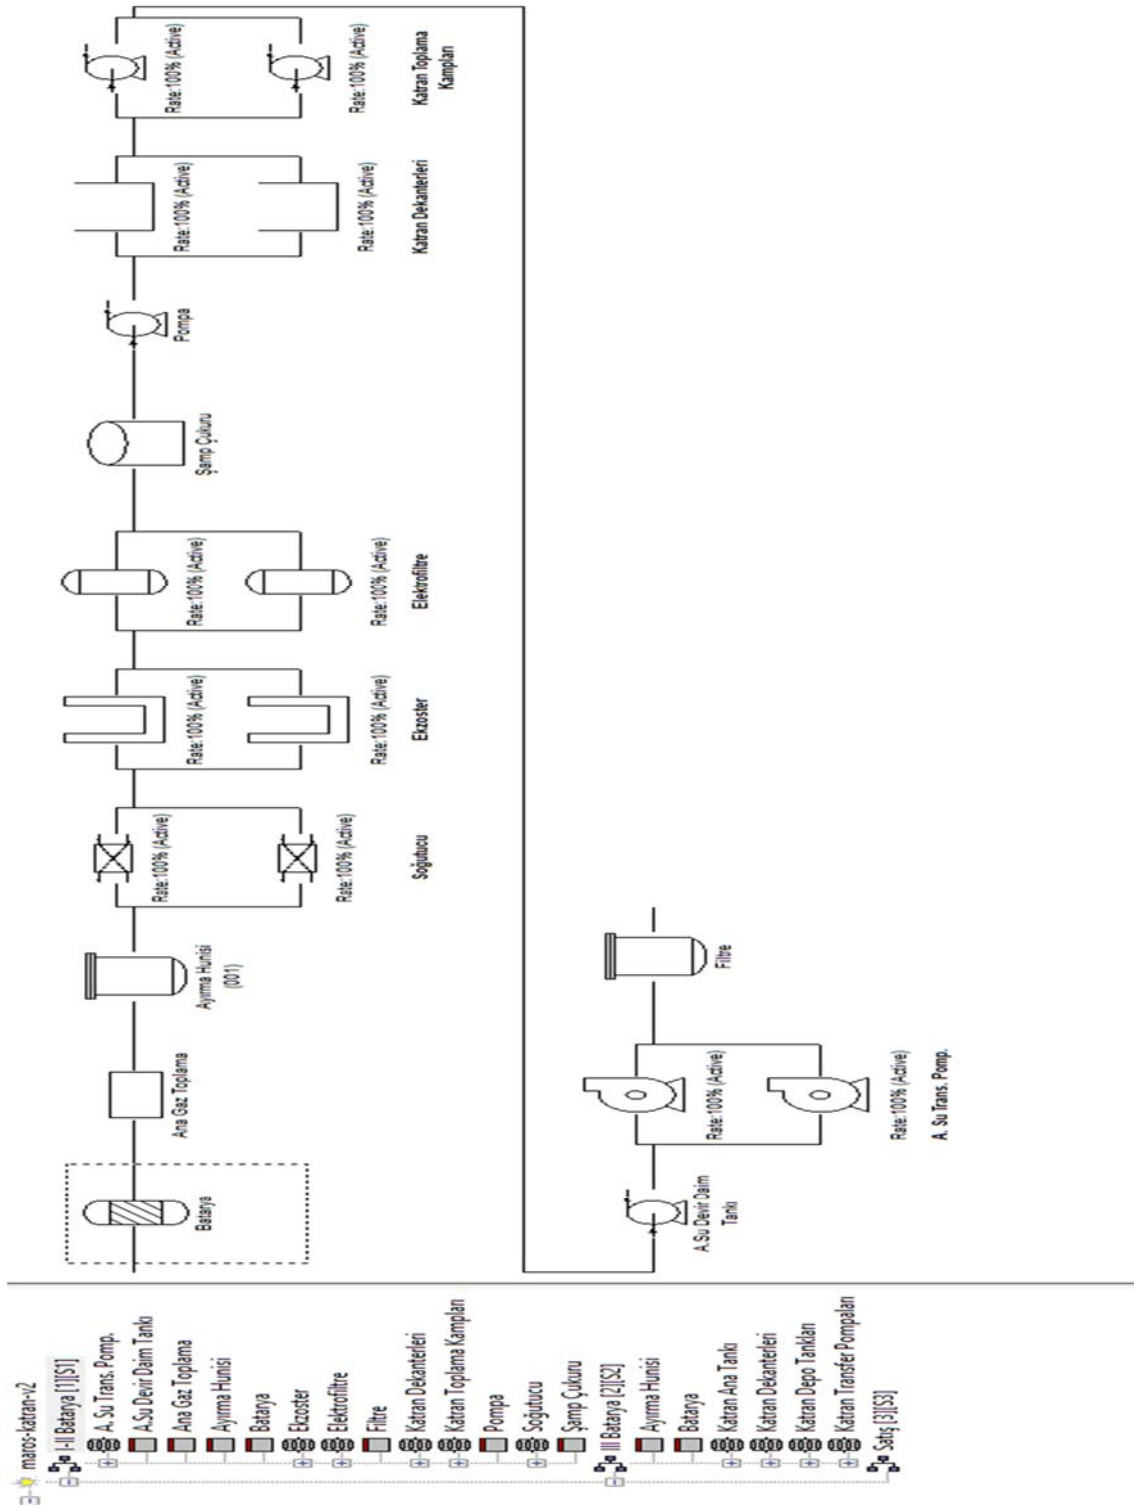 maros-katran-v2
I-II Batarya [1][S1]
A. Su Trans. Pomp.
A.Su Devir Daim Tankı
Ana Gaz Toplama
Ayırma Hunisi
Batarya
Ekzoster
Elektrofiltre
Filtre
Katran Dekanterleri
Katran Toplama Kampları
Pompa
Soğutucu
Şamp Çukuru
III Batarya [2][S2]
Ayırma Hunisi
Batarya
Katran Ana Tankı
Katran Dekanterleri
Katran Depo Tankları
Katran Transfer Pompaları
Satış [3][S3]
Batarya
Ana Gaz Toplama
Ayırma Hunisi
(001)
Rate:100% (Active)
Rate:100% (Active)
Soğutucu
Rate:100% (Active)
Rate:100% (Active)
Ekzoster
Rate:100% (Active)
Rate:100% (Active)
Elektrofiltre
Şamp Çukuru
Pompa
Rate:100% (Active)
Rate:100% (Active)
Katran Dekanterleri
Rate:100% (Active)
Rate:100% (Active)
Katran Toplama
Kampları
A.Su Devir Daim
Tankı
Rate:100% (Active)
Rate:100% (Active)
A. Su Trans. Pomp.
Filtre